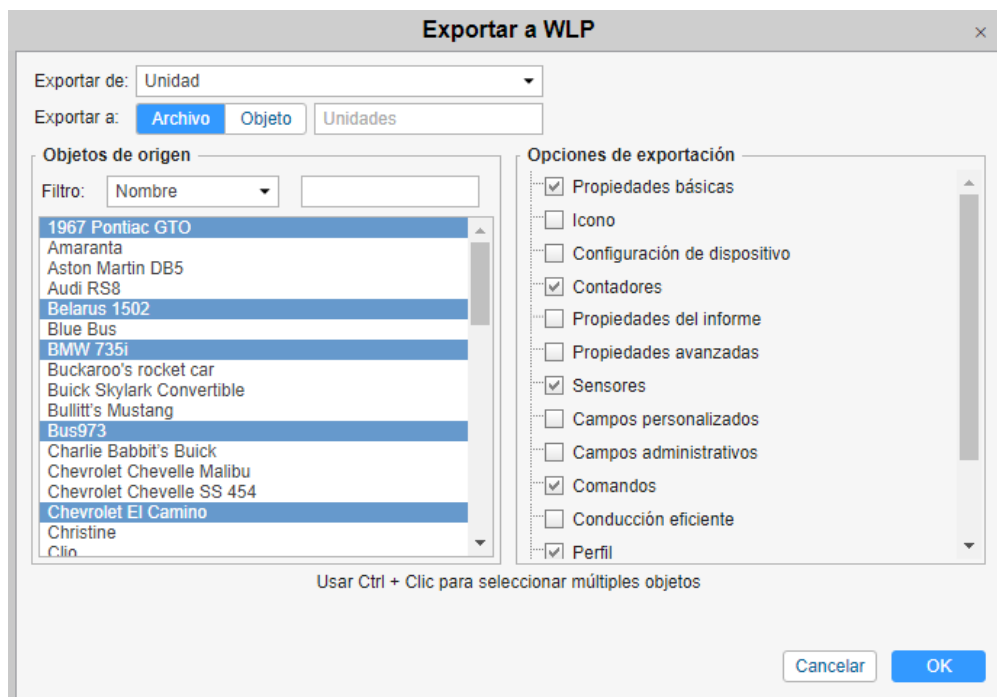 Exportar a WLP
×
Exportar de: Unidad
Exportar a: Archivo Objeto Unidades
Objetos de origen
Filtro: Nombre
1967 Pontiac GTO
Amaranta
Aston Martin DB5
Audi RS8
Belarus 1502
Blue Bus
BMW 735i
Buckaroo's rocket car
Buick Skylark Convertible
Bullitt's Mustang
Bus973
Charlie Babbit's Buick
Chevrolet Chevelle Malibu
Chevrolet Chevelle SS 454
Chevrolet El Camino
Christine
Clio
Opciones de exportación
Propiedades básicas
Icono
Configuración de dispositivo
Contadores
Propiedades del informe
Propiedades avanzadas
Sensores
Campos personalizados
Campos administrativos
Comandos
Conducción eficiente
Perfil
Usar Ctrl + Clic para seleccionar múltiples objetos
Cancelar OK